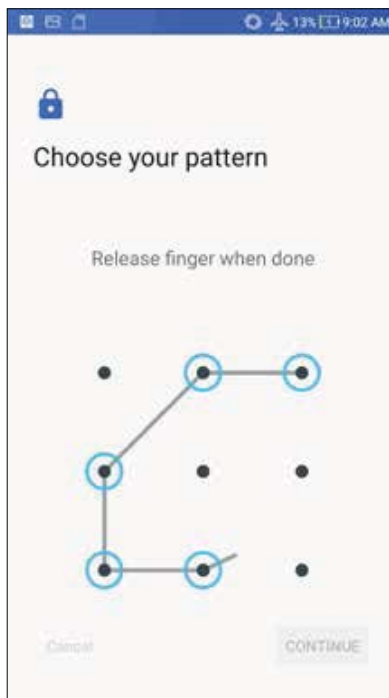 13% 9:02 AM
Choose your pattern
Release finger when done
Cancel
CONTINUE